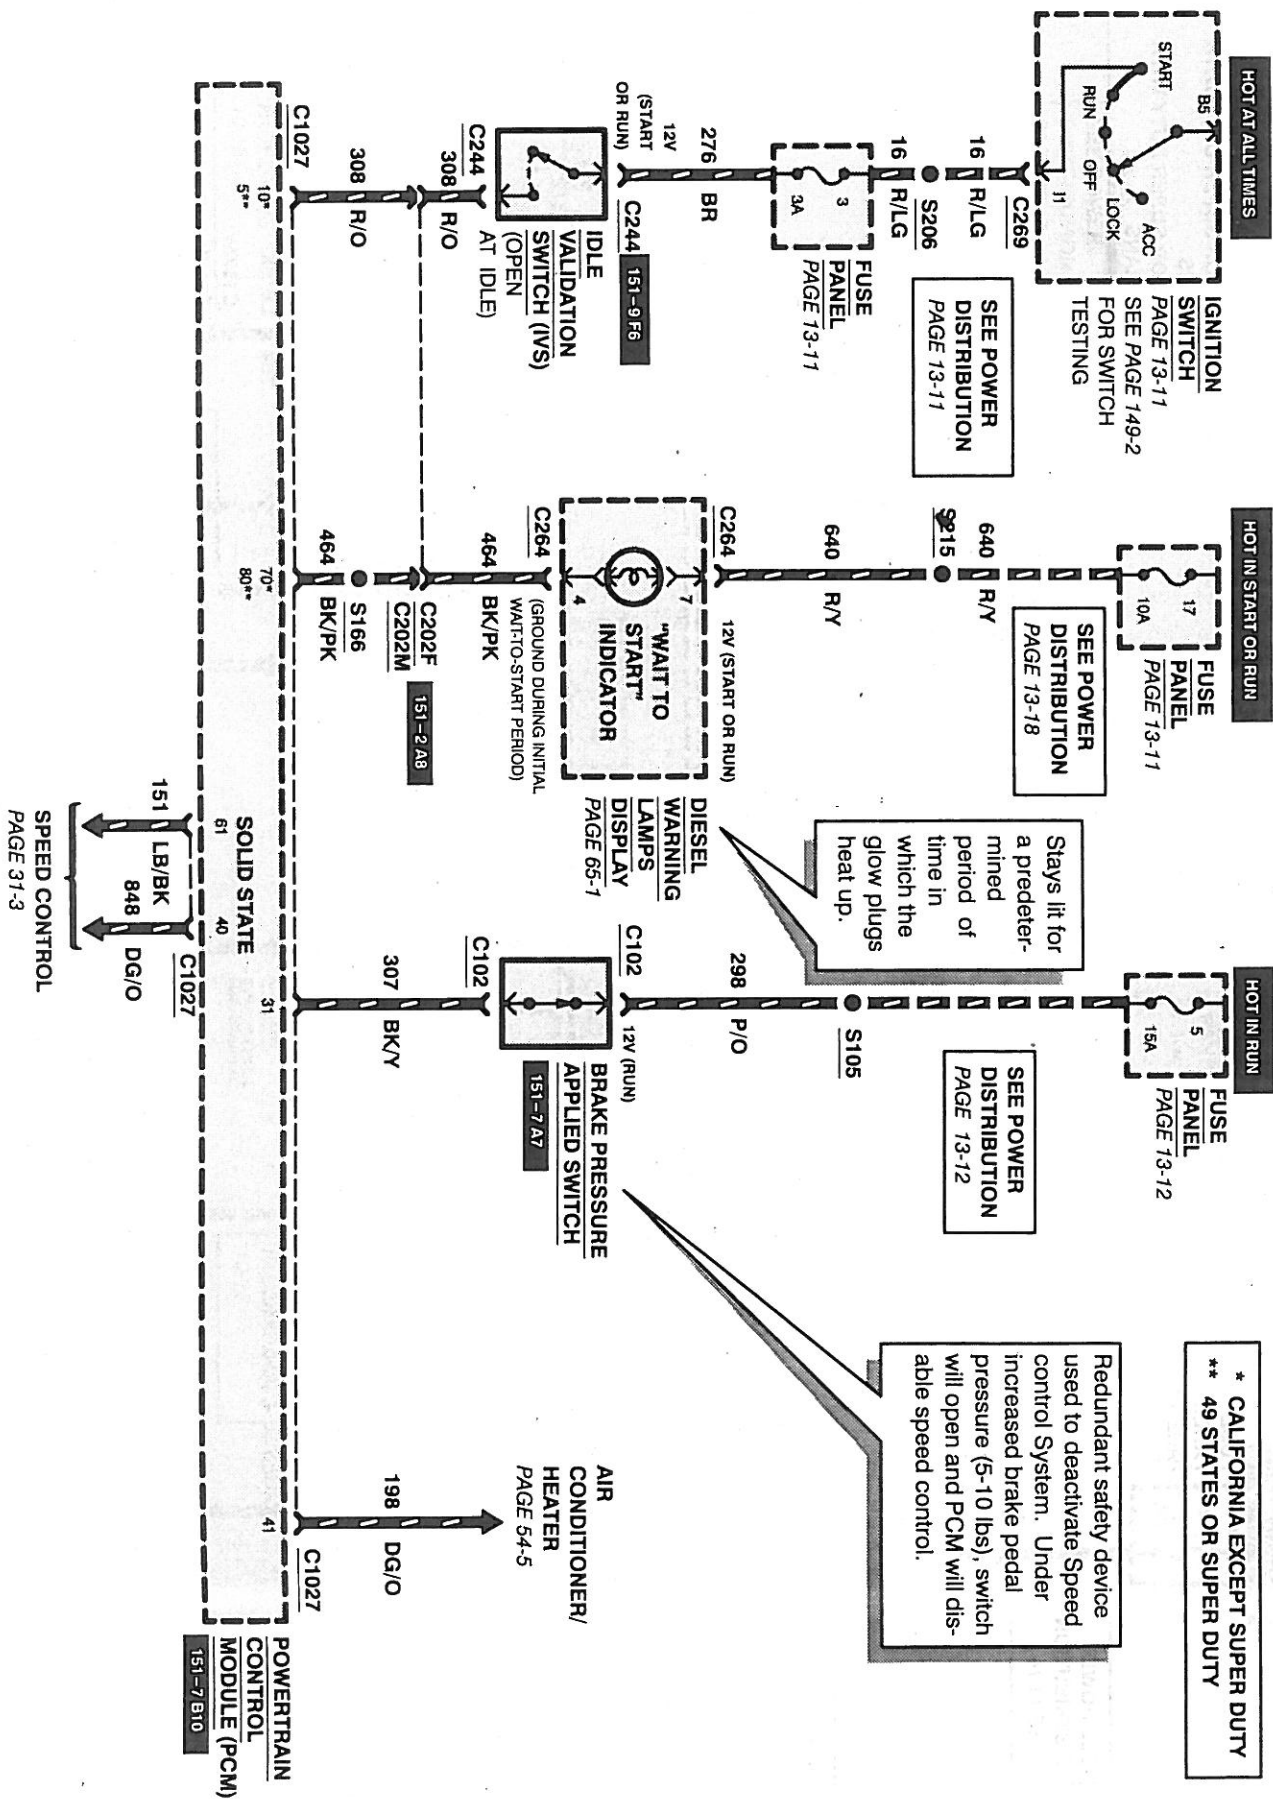 HOT AT ALL TIMES
B5
START
RUN
OFF
LOCK
ACC
I1
IGNITION
SWITCH
PAGE 13-11
SEE PAGE 149-2
FOR SWITCH
TESTING
C269
16 R/LG
S206
16 R/LG
SEE POWER
DISTRIBUTION
PAGE 13-11
3
3A
FUSE
PANEL
PAGE 13-11
276 BR
12V
(START
OR RUN)
C244
151-9 F6
IDLE
VALIDATION
SWITCH (IVS)
(OPEN
AT IDLE)
C244
308 R/O
308 R/O
C1027
10*
5**
HOT IN START OR RUN
17
10A
FUSE
PANEL
PAGE 13-11
SEE POWER
DISTRIBUTION
PAGE 13-18
640 R/Y
S215
640 R/Y
12V (START OR RUN)
C264
7
"WAIT TO
START"
INDICATOR
4
DIESEL
WARNING
LAMPS
DISPLAY
PAGE 65-1
Stays lit for
a predeter-
mined
period of
time in
which the
glow plugs
heat up.
C264
(GROUND DURING INITIAL
WAIT-TO-START PERIOD)
464 BK/PK
C202F
C202M
151-2 A8
S166
464 BK/PK
70*
80**
HOT IN RUN
5
15A
FUSE
PANEL
PAGE 13-12
SEE POWER
DISTRIBUTION
PAGE 13-12
S105
298 P/O
12V (RUN)
C102
BRAKE PRESSURE
APPLIED SWITCH
151-7 A7
C102
307 BK/Y
31
* CALIFORNIA EXCEPT SUPER DUTY
** 49 STATES OR SUPER DUTY
Redundant safety device
used to deactivate Speed
control System. Under
increased brake pedal
pressure (5-10 lbs), switch
will open and PCM will dis-
able speed control.
AIR
CONDITIONER/
HEATER
PAGE 54-5
198 DG/O
C1027
41
SOLID STATE
61
40
C1027
POWERTRAIN
CONTROL
MODULE (PCM)
151-7 B10
151 LB/BK
848 DG/O
SPEED CONTROL
PAGE 31-3